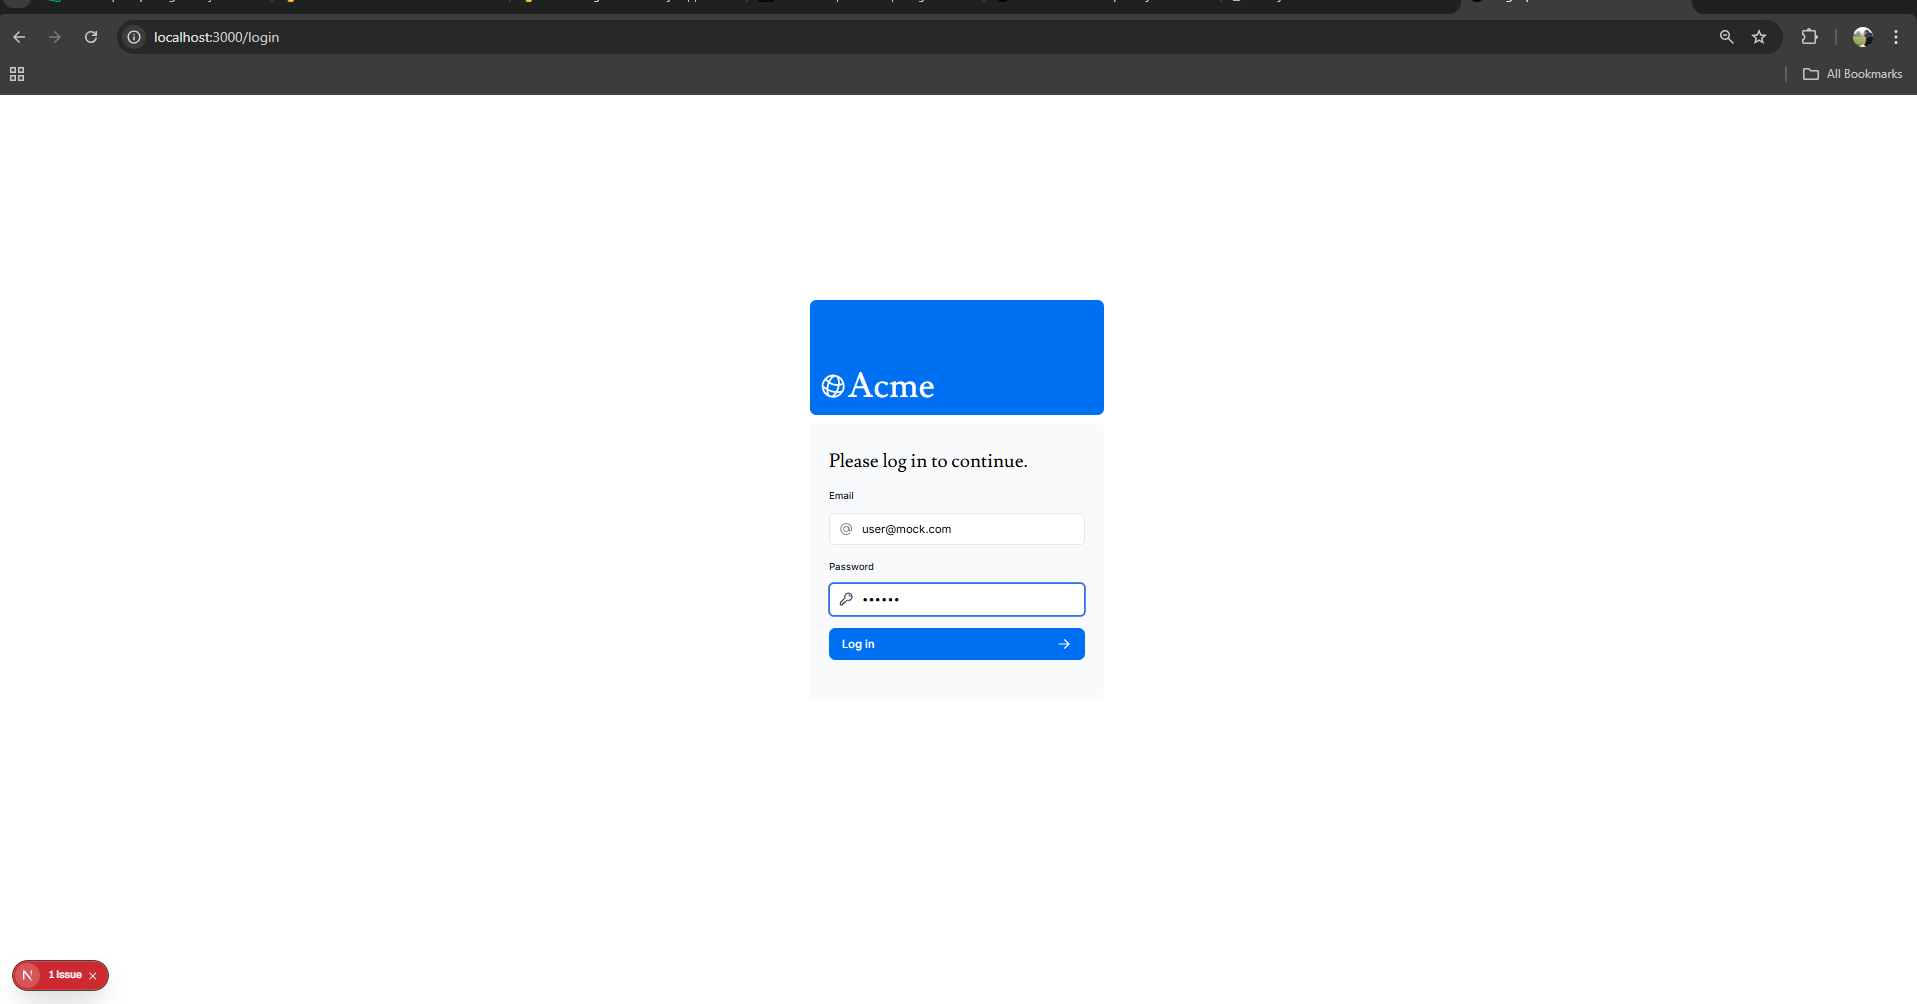 localhost:3000/login
All Bookmarks
Acme
Please log in to continue.
Email
user@mock.com
Password
••••••
Log in
N 1 Issue